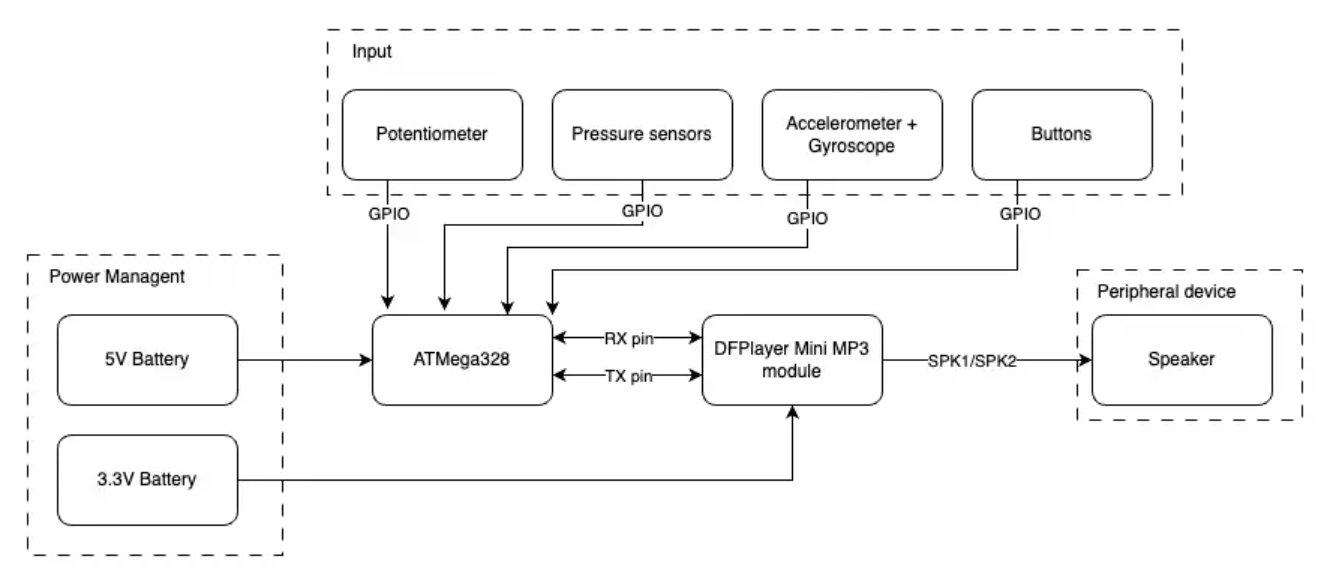 Input
Potentiometer
Pressure sensors
Accelerometer +
Gyroscope
Buttons
GPIO
GPIO
GPIO
GPIO
Power Managent
5V Battery
3.3V Battery
ATMega328
RX pin
TX pin
DFPlayer Mini MP3
module
SPK1/SPK2
Peripheral device
Speaker